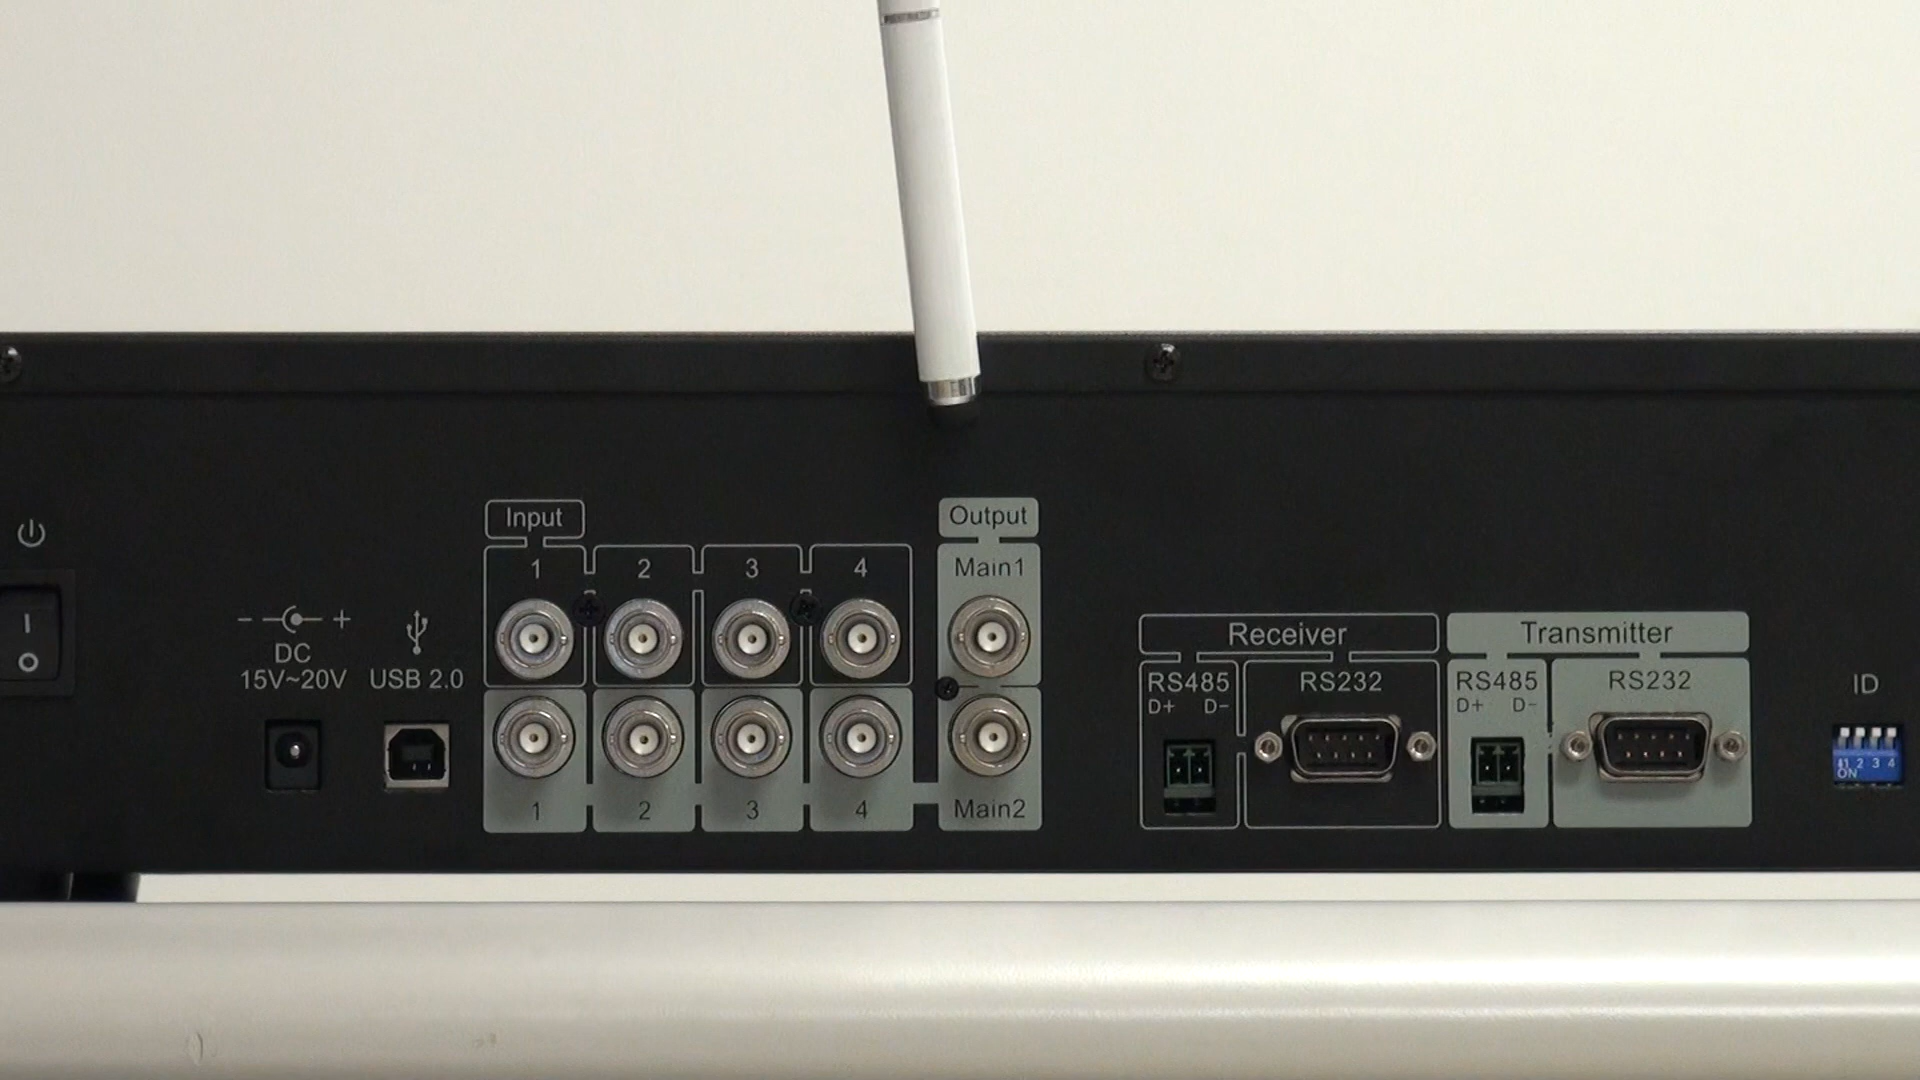 Input
Output
1 2 3 4 Main1
Receiver
Transmitter
I
O
DC
15V~20V
USB 2.0
RS485
D+ D-
RS232
RS485
D+ D-
RS232
ID
1 2 3 4
ON
1 2 3 4 Main2